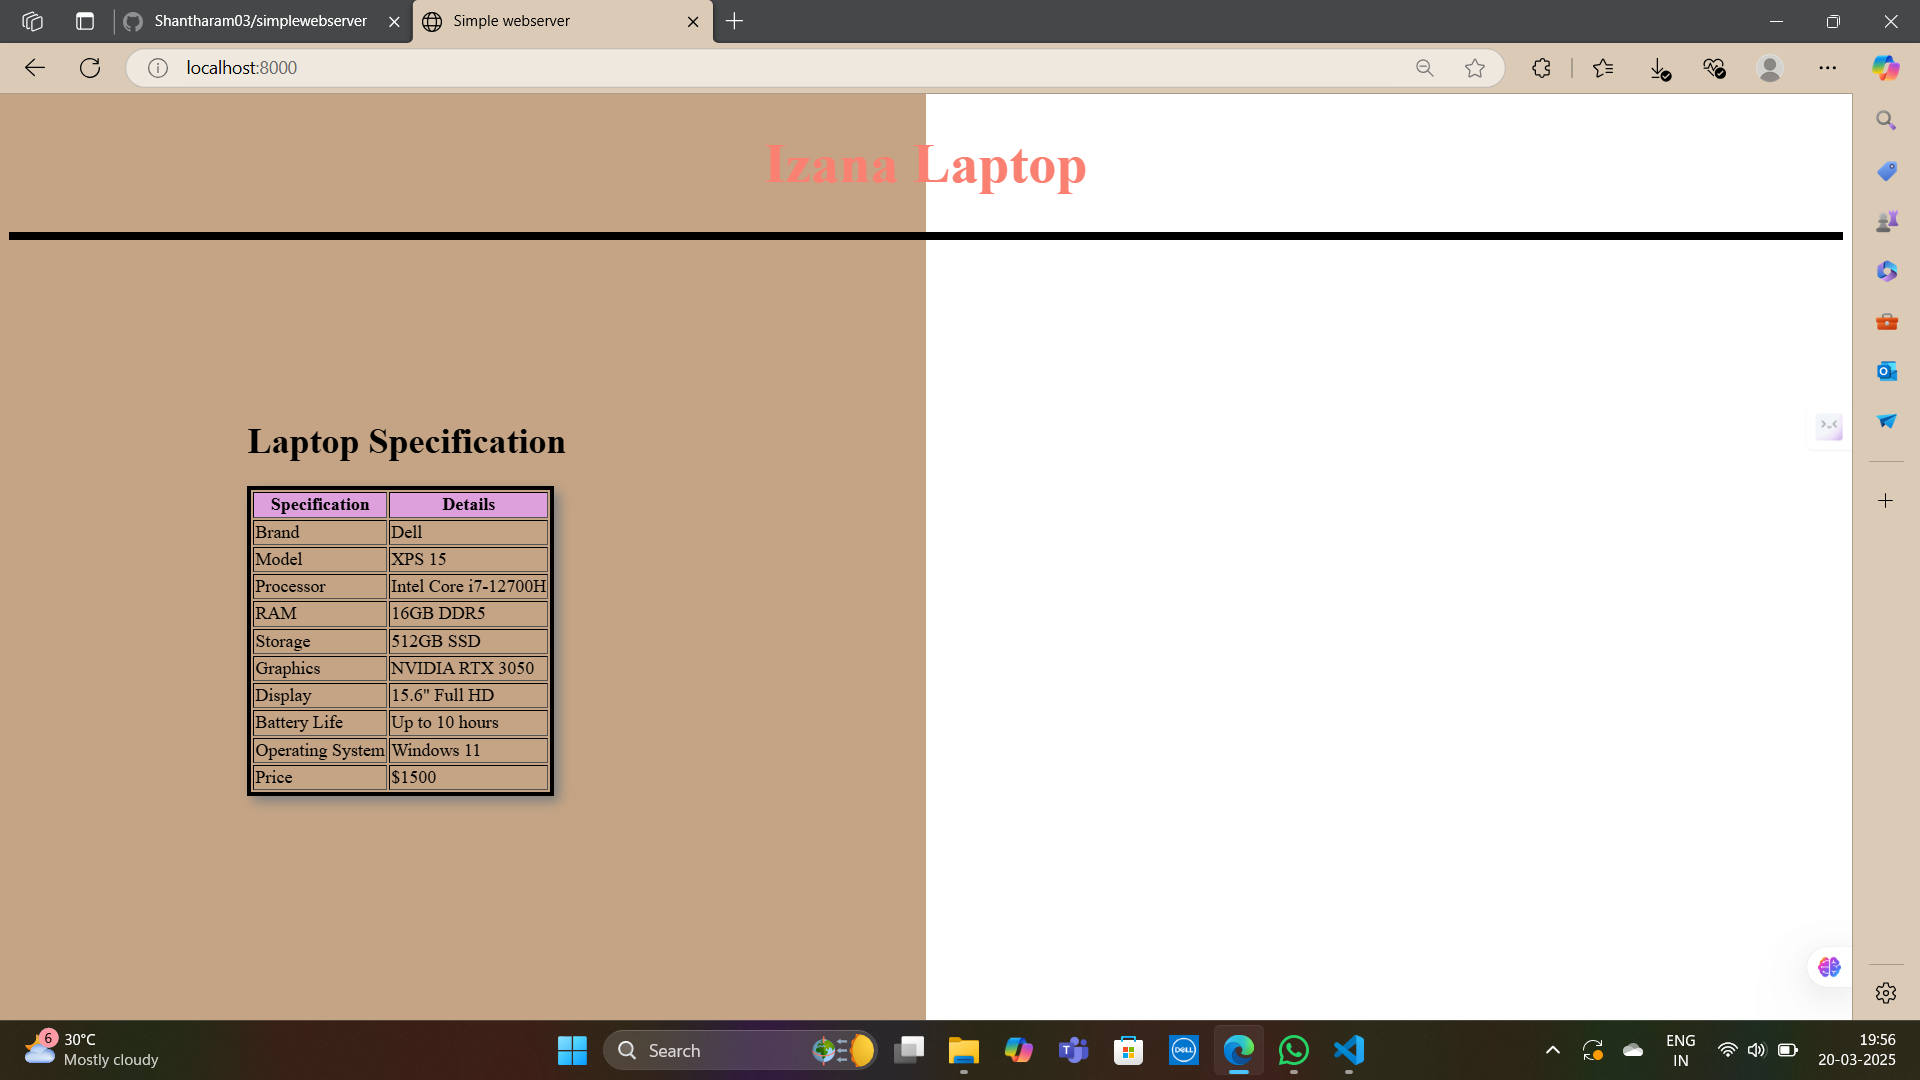 Shantharam03/simplewebserver
Simple webserver
localhost:8000
Izana Laptop
Laptop Specification
Specification Details
Brand Dell
Model XPS 15
Processor Intel Core i7-12700H
RAM 16GB DDR5
Storage 512GB SSD
Graphics NVIDIA RTX 3050
Display 15.6" Full HD
Battery Life Up to 10 hours
Operating System Windows 11
Price $1500
6
30°C
Mostly cloudy
Search
DELL
ENG
IN
19:56
20-03-2025